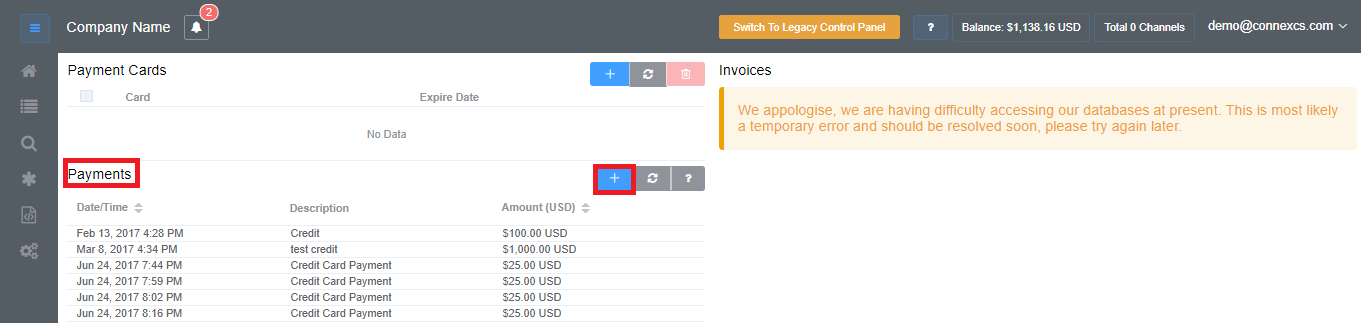 Company Name 2 Switch To Legacy Control Panel ? Balance: $1,138.16 USD Total 0 Channels demo@connexcs.com
Payment Cards
Card Expire Date
No Data
Payments
?
Date/Time Description Amount (USD)
Feb 13, 2017 4:28 PM Credit $100.00 USD
Mar 8, 2017 4:34 PM test credit $1,000.00 USD
Jun 24, 2017 7:44 PM Credit Card Payment $25.00 USD
Jun 24, 2017 7:59 PM Credit Card Payment $25.00 USD
Jun 24, 2017 8:02 PM Credit Card Payment $25.00 USD
Jun 24, 2017 8:16 PM Credit Card Payment $25.00 USD
Invoices
We appologise, we are having difficulty accessing our databases at present. This is most likely
a temporary error and should be resolved soon, please try again later.